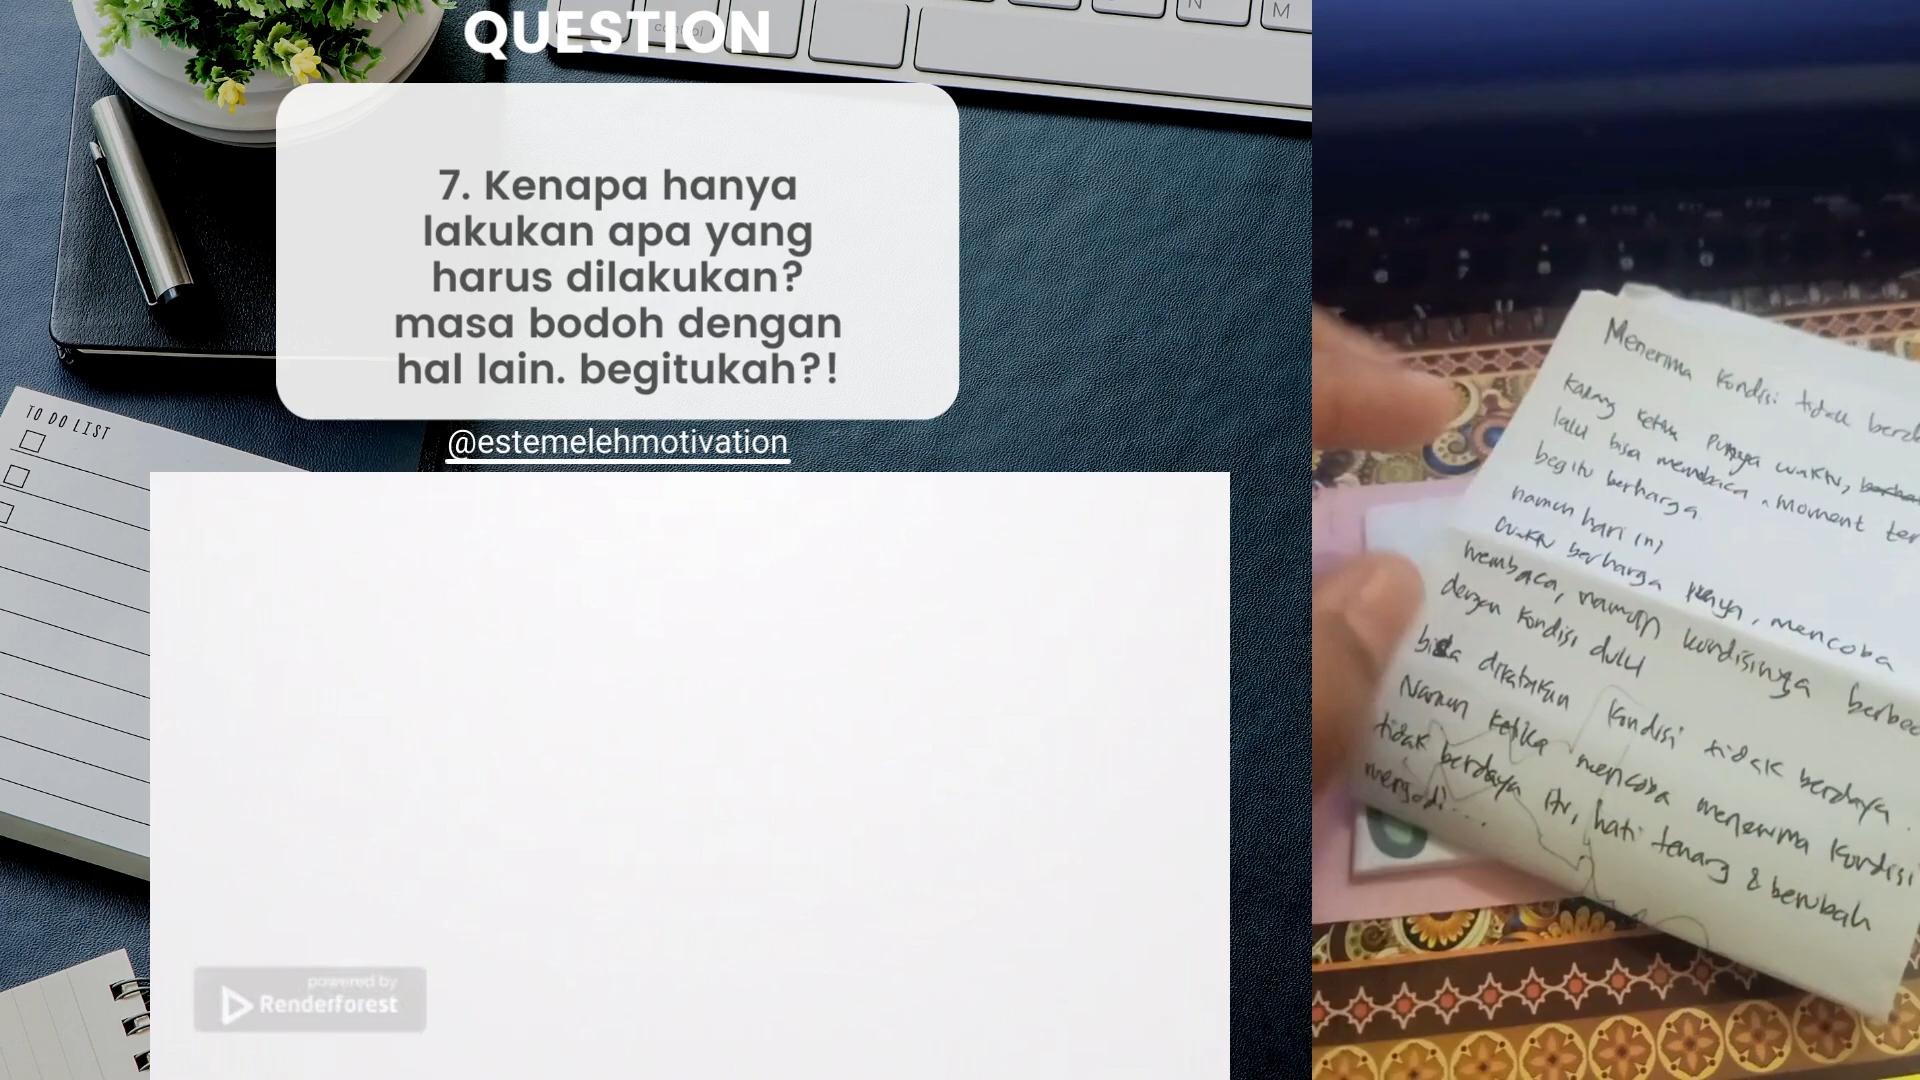 QUESTION
7. Kenapa hanya
lakukan apa yang
harus dilakukan?
masa bodoh dengan
hal lain. begitukah?!
@estemelehmotivation
TO DO LIST
control
N
M
powered by
Renderforest
Menerima kondisi tidak
ketika punya waktu,
lalu bisa membaca moment
begitu berharga
namun hari ini
waktu berharga punya, mencoba
membaca, namun kondisinya
dengan kondisi dulu
bisa dikatakan kondisi tidak berdaya.
Namun ketika mencoba menerima kondisi
tidak berdaya itu, hati tenang & berubah
menjadi....